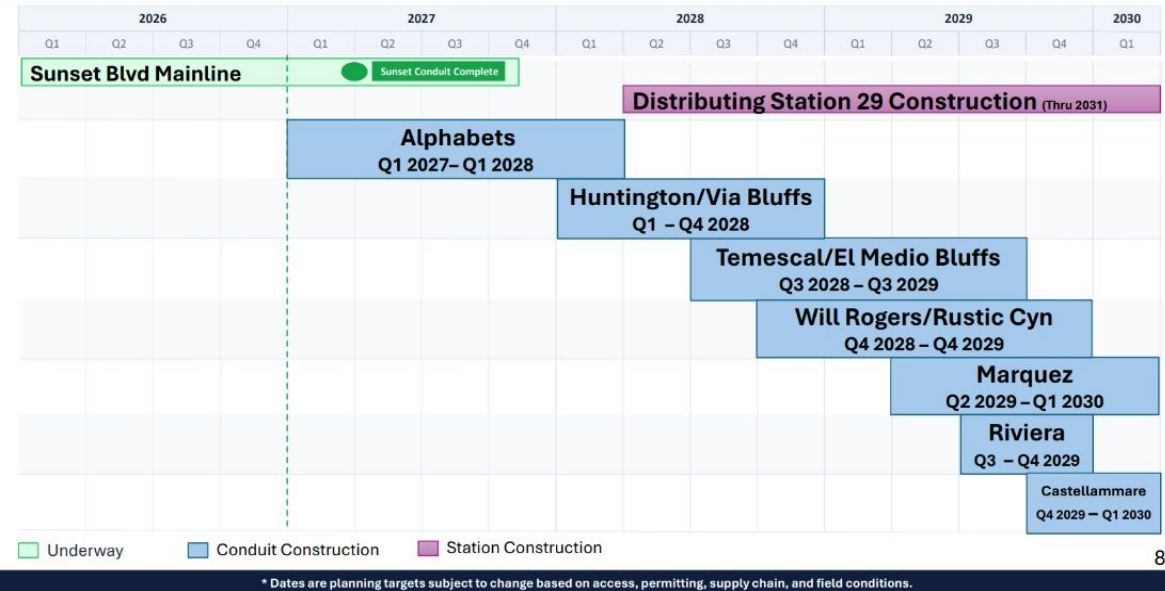 2026 2027 2028 2029 2030
Q1 Q2 Q3 Q4 Q1 Q2 Q3 Q4 Q1 Q2 Q3 Q4 Q1 Q2 Q3 Q4 Q1
Sunset Blvd Mainline
Sunset Conduit Complete
Distributing Station 29 Construction (Thru 2031)
Alphabets
Q1 2027– Q1 2028
Huntington/Via Bluffs
Q1 – Q4 2028
Temescal/El Medio Bluffs
Q3 2028 – Q3 2029
Will Rogers/Rustic Cyn
Q4 2028 – Q4 2029
Marquez
Q2 2029 – Q1 2030
Riviera
Q3 – Q4 2029
Castellammare
Q4 2029 – Q1 2030
Underway Conduit Construction Station Construction
8
* Dates are planning targets subject to change based on access, permitting, supply chain, and field conditions.